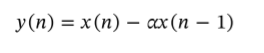 y(n) = x(n) − αx(n − 1)